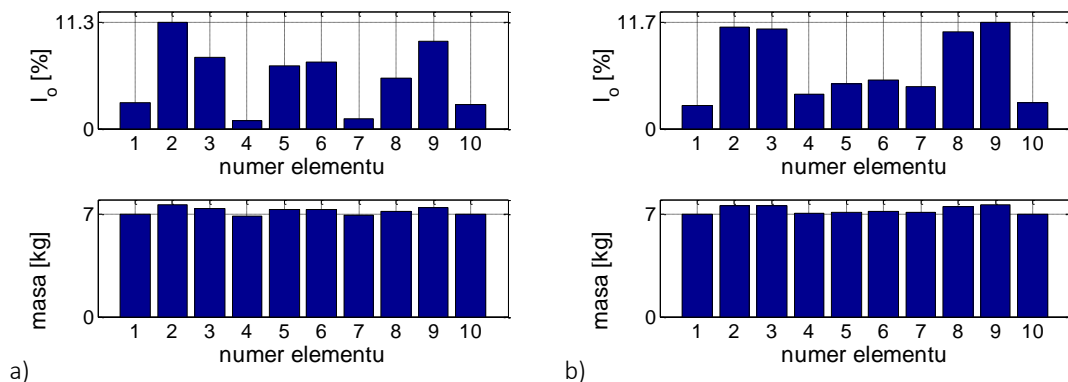 11.3
I_o [%]
0
1 2 3 4 5 6 7 8 9 10
numer elementu
7
masa [kg]
0
1 2 3 4 5 6 7 8 9 10
numer elementu
a)
11.7
I_o [%]
0
1 2 3 4 5 6 7 8 9 10
numer elementu
7
masa [kg]
0
1 2 3 4 5 6 7 8 9 10
numer elementu
b)